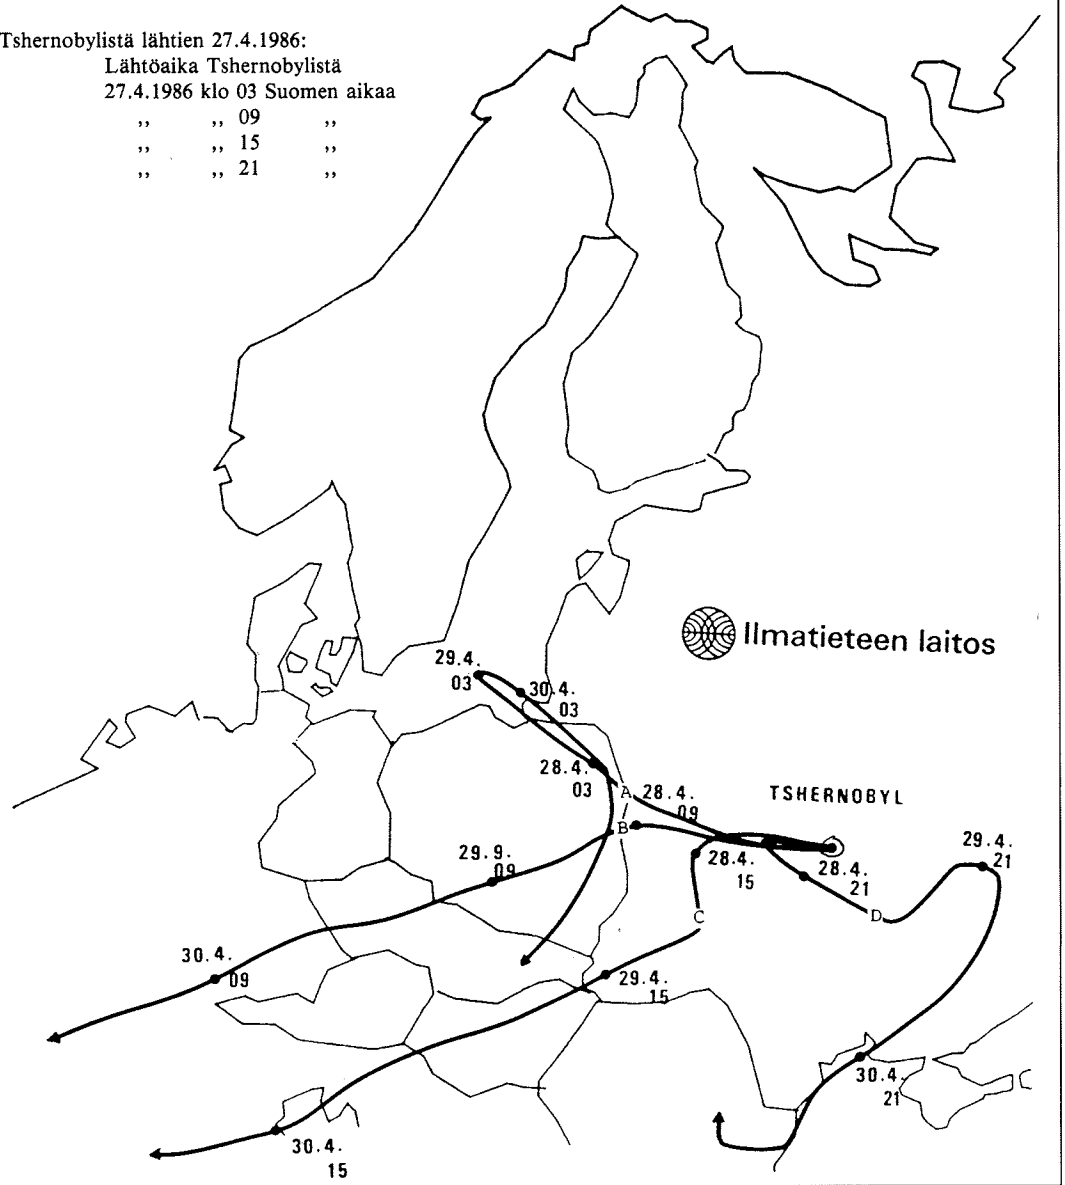 Tshernobylistä lähtien 27.4.1986:
Lähtöaika Tshernobylistä
27.4.1986 klo 03 Suomen aikaa
,, ,, 09 ,,
,, ,, 15 ,,
,, ,, 21 ,,
Ilmatieteen laitos
29.4.
03
30.4.
03
28.4.
03
A
28.4.
09
TSHERNOBYL
B
29.9.
09
28.4.
15
28.4.
21
29.4.
21
C
D
30.4.
09
29.4.
15
30.4.
21
30.4.
15